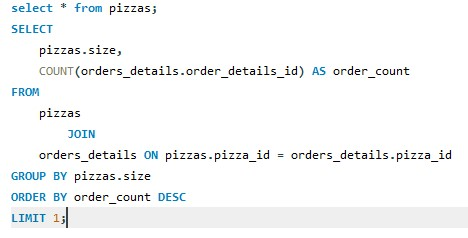 select * from pizzas;
SELECT
pizzas.size,
COUNT(orders_details.order_details_id) AS order_count
FROM
pizzas
JOIN
orders_details ON pizzas.pizza_id = orders_details.pizza_id
GROUP BY pizzas.size
ORDER BY order_count DESC
LIMIT 1;